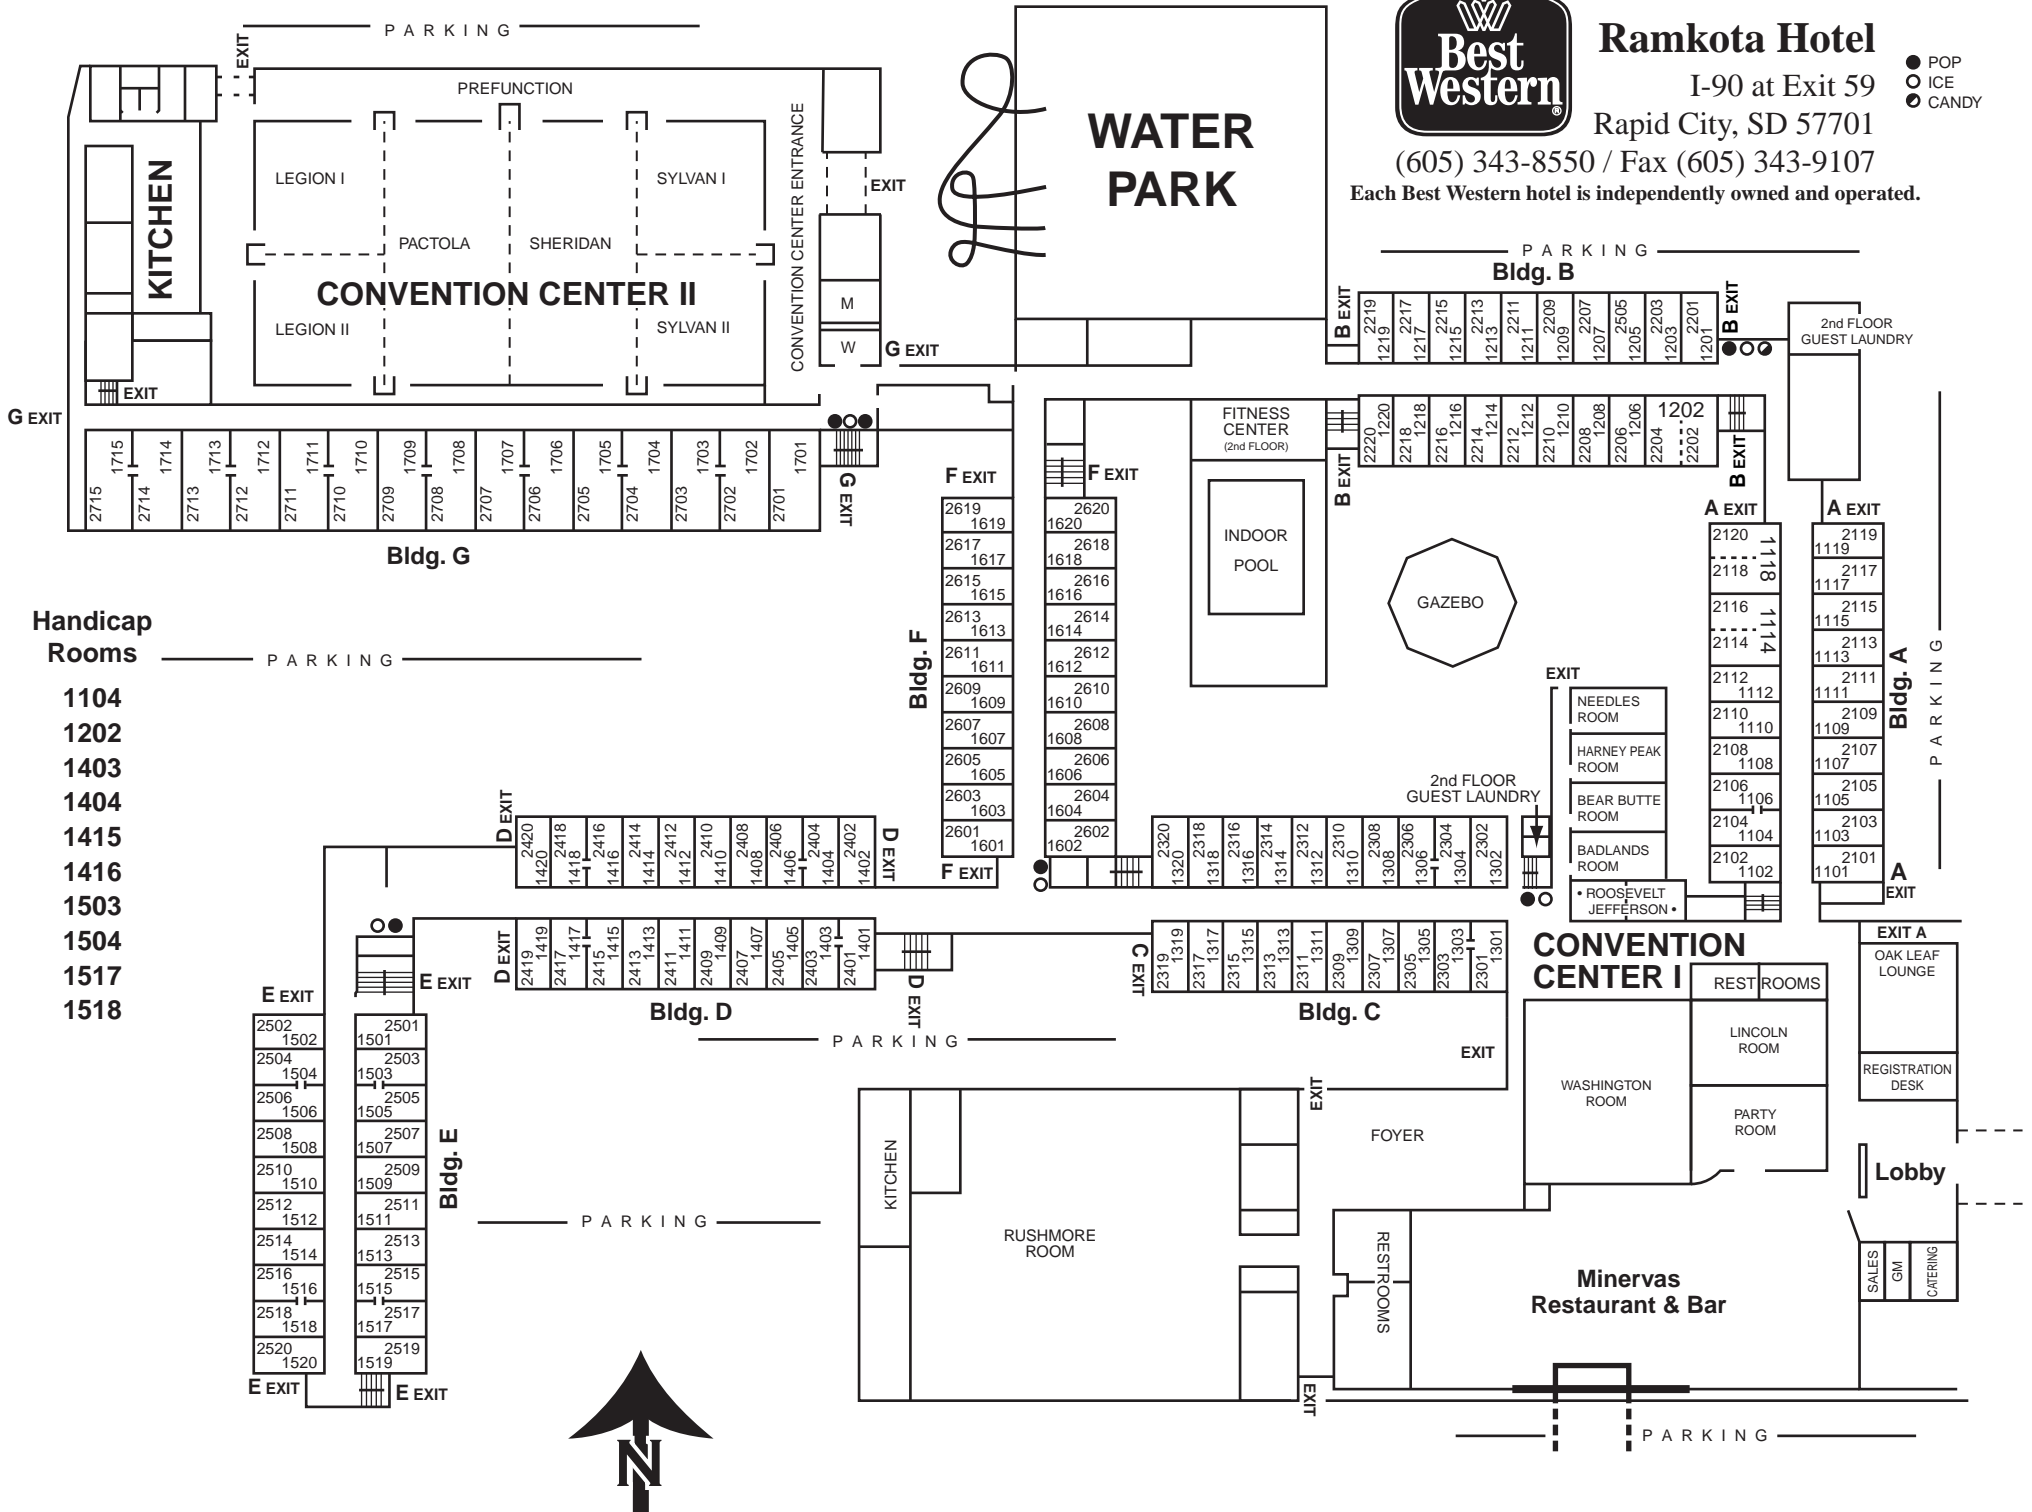 PARKING
Best
Western
®
Ramkota Hotel
I-90 at Exit 59
Rapid City, SD 57701
(605) 343-8550 / Fax (605) 343-9107
Each Best Western hotel is independently owned and operated.
POP
ICE
CANDY
EXIT
PREFUNCTION
KITCHEN
LEGION I
SYLVAN I
PACTOLA
SHERIDAN
CONVENTION CENTER II
LEGION II
SYLVAN II
CONVENTION CENTER ENTRANCE
EXIT
M
W
G EXIT
WATER
PARK
PARKING
Bldg. B
B EXIT
2219 2217 2215 2213 2211 2209 2207 2505 2203 2201
1219 1217 1215 1213 1211 1209 1207 1205 1203 1201
B EXIT
2nd FLOOR
GUEST LAUNDRY
EXIT
G EXIT
1715 1714 1713 1712 1711 1710 1709 1708 1707 1706 1705 1704 1703 1702 1701
2715 2714 2713 2712 2711 2710 2709 2708 2707 2706 2705 2704 2703 2702 2701
G EXIT
Bldg. G
FITNESS
CENTER
(2nd FLOOR)
1220 1218 1216 1214 1212 1210 1208 1206 1202
2220 2218 2216 2214 2212 2210 2208 2206 2204 2202
B EXIT
B EXIT
INDOOR
POOL
GAZEBO
F EXIT
F EXIT
2619
1619
2617
1617
2615
1615
2613
1613
2611
1611
2609
1609
2607
1607
2605
1605
2603
1603
2601
1601
F EXIT
Bldg. F
2620
1620
2618
1618
2616
1616
2614
1614
2612
1612
2610
1610
2608
1608
2606
1606
2604
1604
2602
1602
A EXIT
A EXIT
2120
1118
2118
2116
1114
2114
2112
1112
2110
1110
2108
1108
2106
1106
2104
1104
2102
1102
2119
1119
2117
1117
2115
1115
2113
1113
2111
1111
2109
1109
2107
1107
2105
1105
2103
1103
2101
1101
Bldg. A
A
EXIT
PARKING
Handicap
Rooms
1104
1202
1403
1404
1415
1416
1503
1504
1517
1518
PARKING
EXIT
NEEDLES
ROOM
HARNEY PEAK
ROOM
BEAR BUTTE
ROOM
BADLANDS
ROOM
• ROOSEVELT
JEFFERSON •
2nd FLOOR
GUEST LAUNDRY
D EXIT
2420 2418 2416 2414 2412 2410 2408 2406 2404 2402
1420 1418 1416 1414 1412 1410 1408 1406 1404 1402
D EXIT
2320 2318 2316 2314 2312 2310 2308 2306 2304 2302
1320 1318 1316 1314 1312 1310 1308 1306 1304 1302
D EXIT
1419 1417 1415 1413 1411 1409 1407 1405 1403 1401
2419 2417 2415 2413 2411 2409 2407 2405 2403 2401
D EXIT
Bldg. D
C EXIT
1319 1317 1315 1313 1311 1309 1307 1305 1303 1301
2319 2317 2315 2313 2311 2309 2307 2305 2303 2301
Bldg. C
PARKING
EXIT
CONVENTION
CENTER I
EXIT A
OAK LEAF
LOUNGE
REST ROOMS
LINCOLN
ROOM
WASHINGTON
ROOM
PARTY
ROOM
REGISTRATION
DESK
Lobby
E EXIT
E EXIT
2502
1502
2504
1504
2506
1506
2508
1508
2510
1510
2512
1512
2514
1514
2516
1516
2518
1518
2520
1520
E EXIT
2501
1501
2503
1503
2505
1505
2507
1507
2509
1509
2511
1511
2513
1513
2515
1515
2517
1517
2519
1519
E EXIT
Bldg. E
PARKING
KITCHEN
RUSHMORE
ROOM
EXIT
FOYER
RESTROOMS
EXIT
Minervas
Restaurant & Bar
SALES
GM
CATERING
PARKING
N